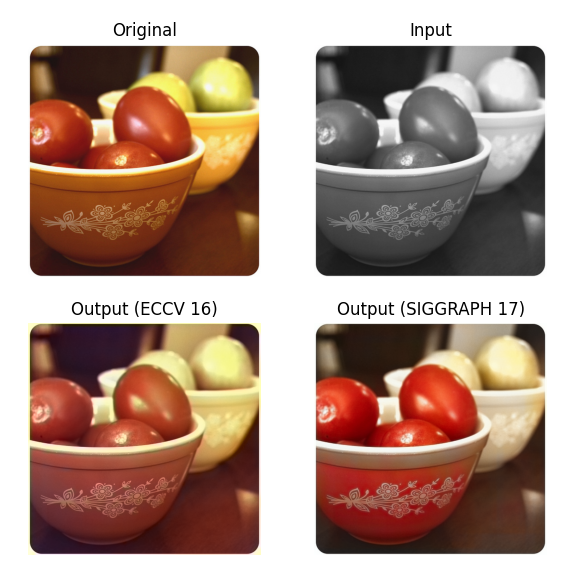 Original
Input
Output (ECCV 16)
Output (SIGGRAPH 17)